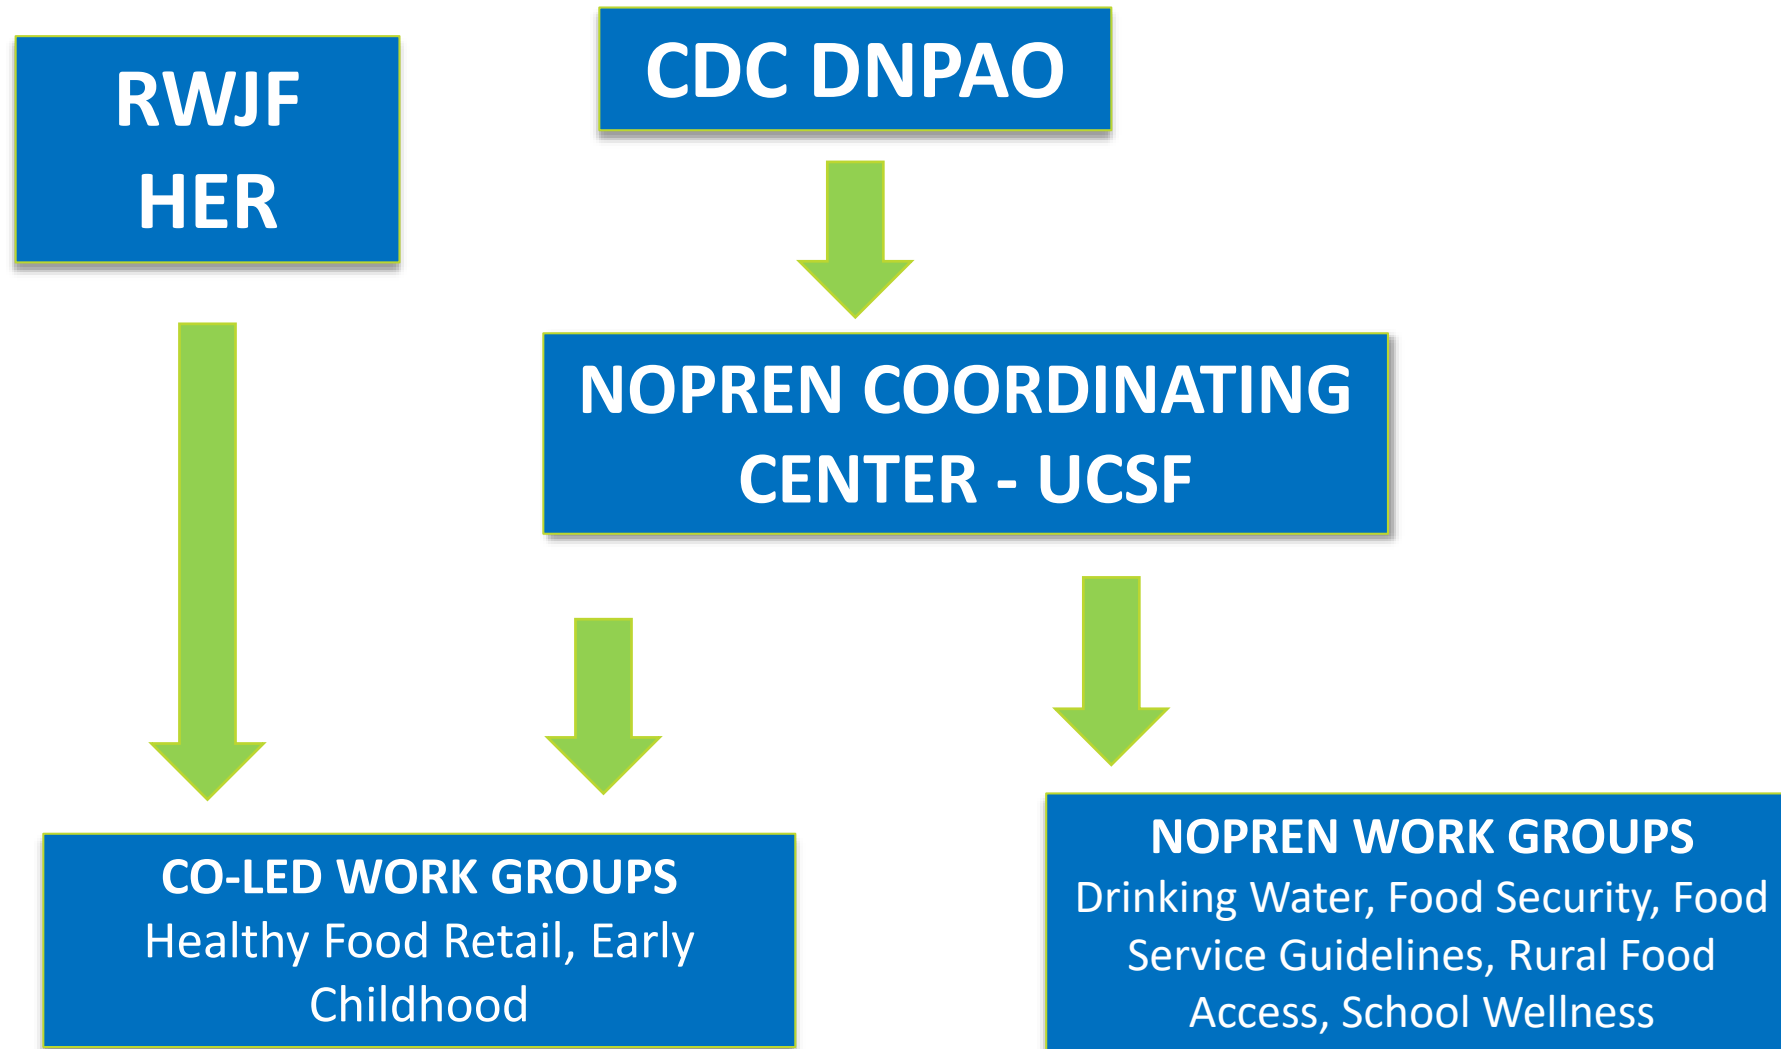 RWJF
HER
CDC DNPAO
NOPREN COORDINATING
CENTER - UCSF
CO-LED WORK GROUPS
Healthy Food Retail, Early
Childhood
NOPREN WORK GROUPS
Drinking Water, Food Security, Food
Service Guidelines, Rural Food
Access, School Wellness